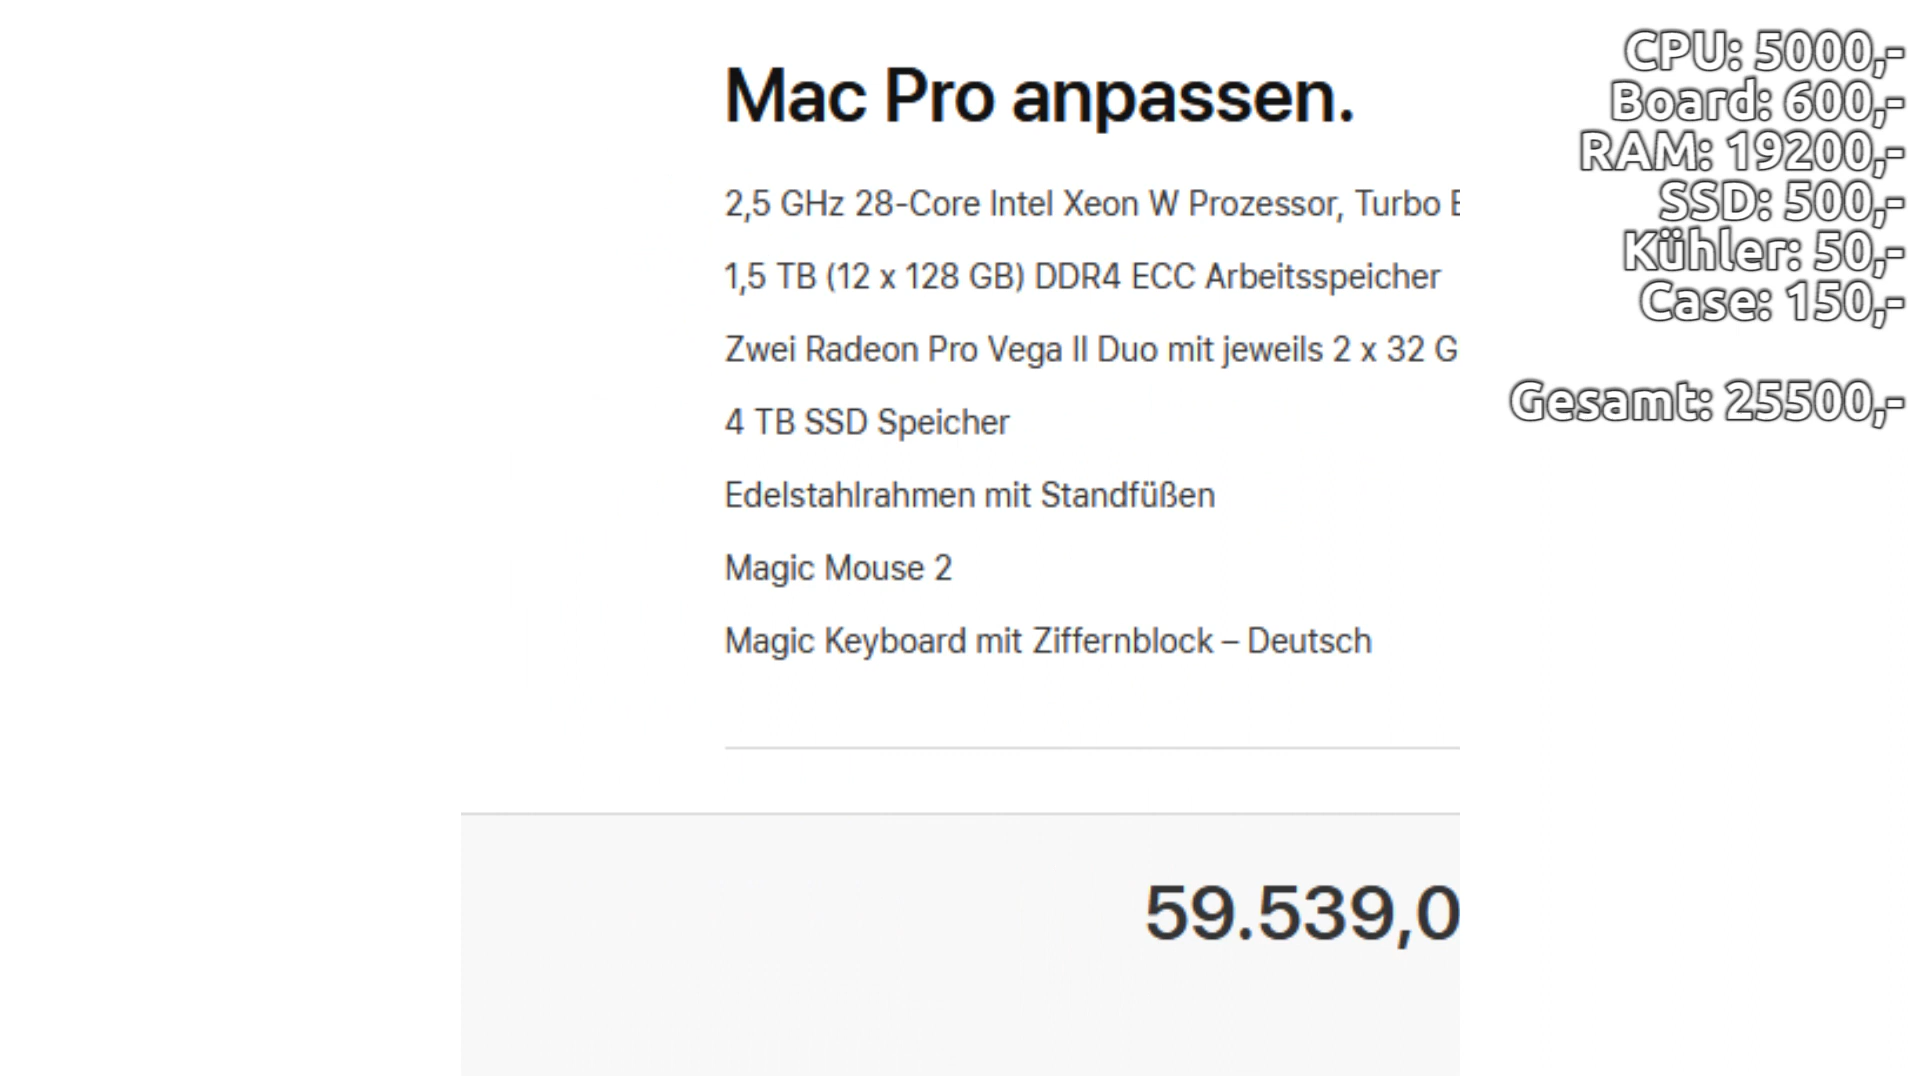 Mac Pro anpassen.
2,5 GHz 28-Core Intel Xeon W Prozessor, Turbo
1,5 TB (12 x 128 GB) DDR4 ECC Arbeitsspeicher
Zwei Radeon Pro Vega II Duo mit jeweils 2 x 32 G
4 TB SSD Speicher
Edelstahlrahmen mit Standfüßen
Magic Mouse 2
Magic Keyboard mit Ziffernblock – Deutsch
59.539,0
CPU: 5000,-
Board: 600,-
RAM: 19200,-
SSD: 500,-
Kühler: 50,-
Case: 150,-
Gesamt: 25500,-